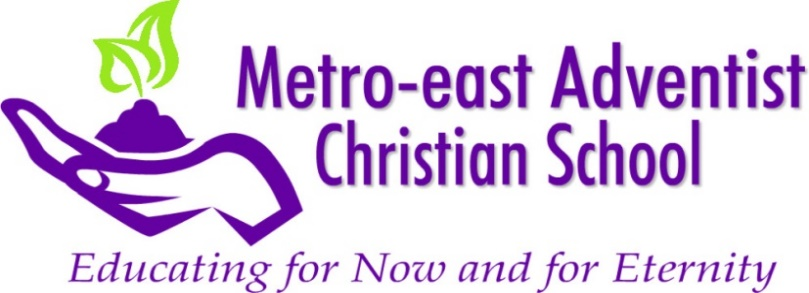 Metro-east Adventist
Christian School
Educating for Now and for Eternity